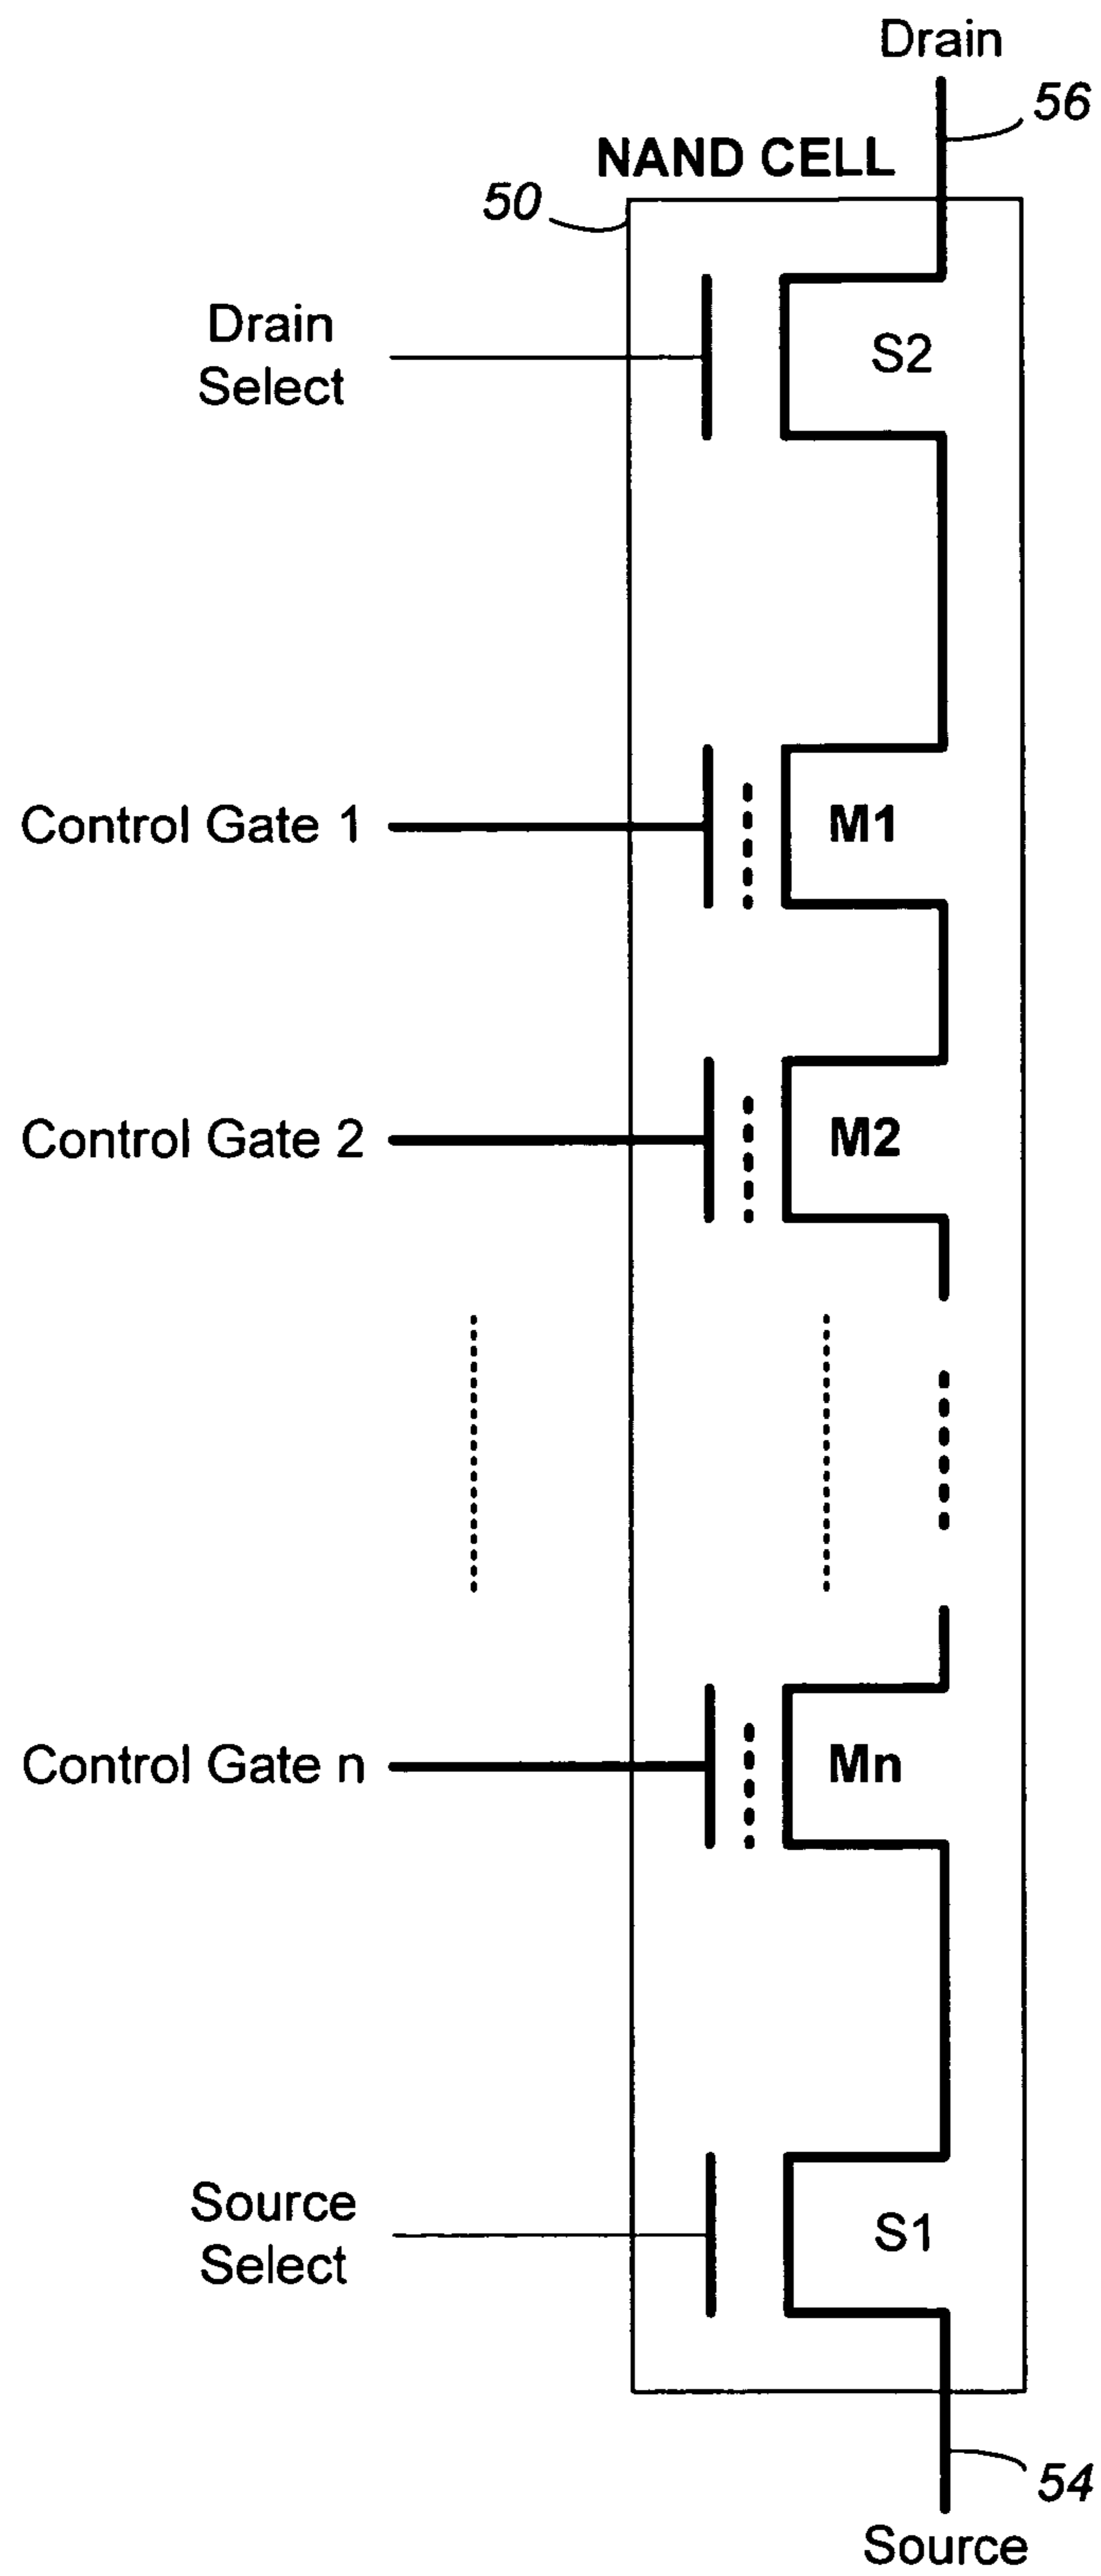 Drain
56
NAND CELL
50
Drain
Select
S2
Control Gate 1
M1
Control Gate 2
M2
Control Gate n
Mn
Source
Select
S1
54
Source